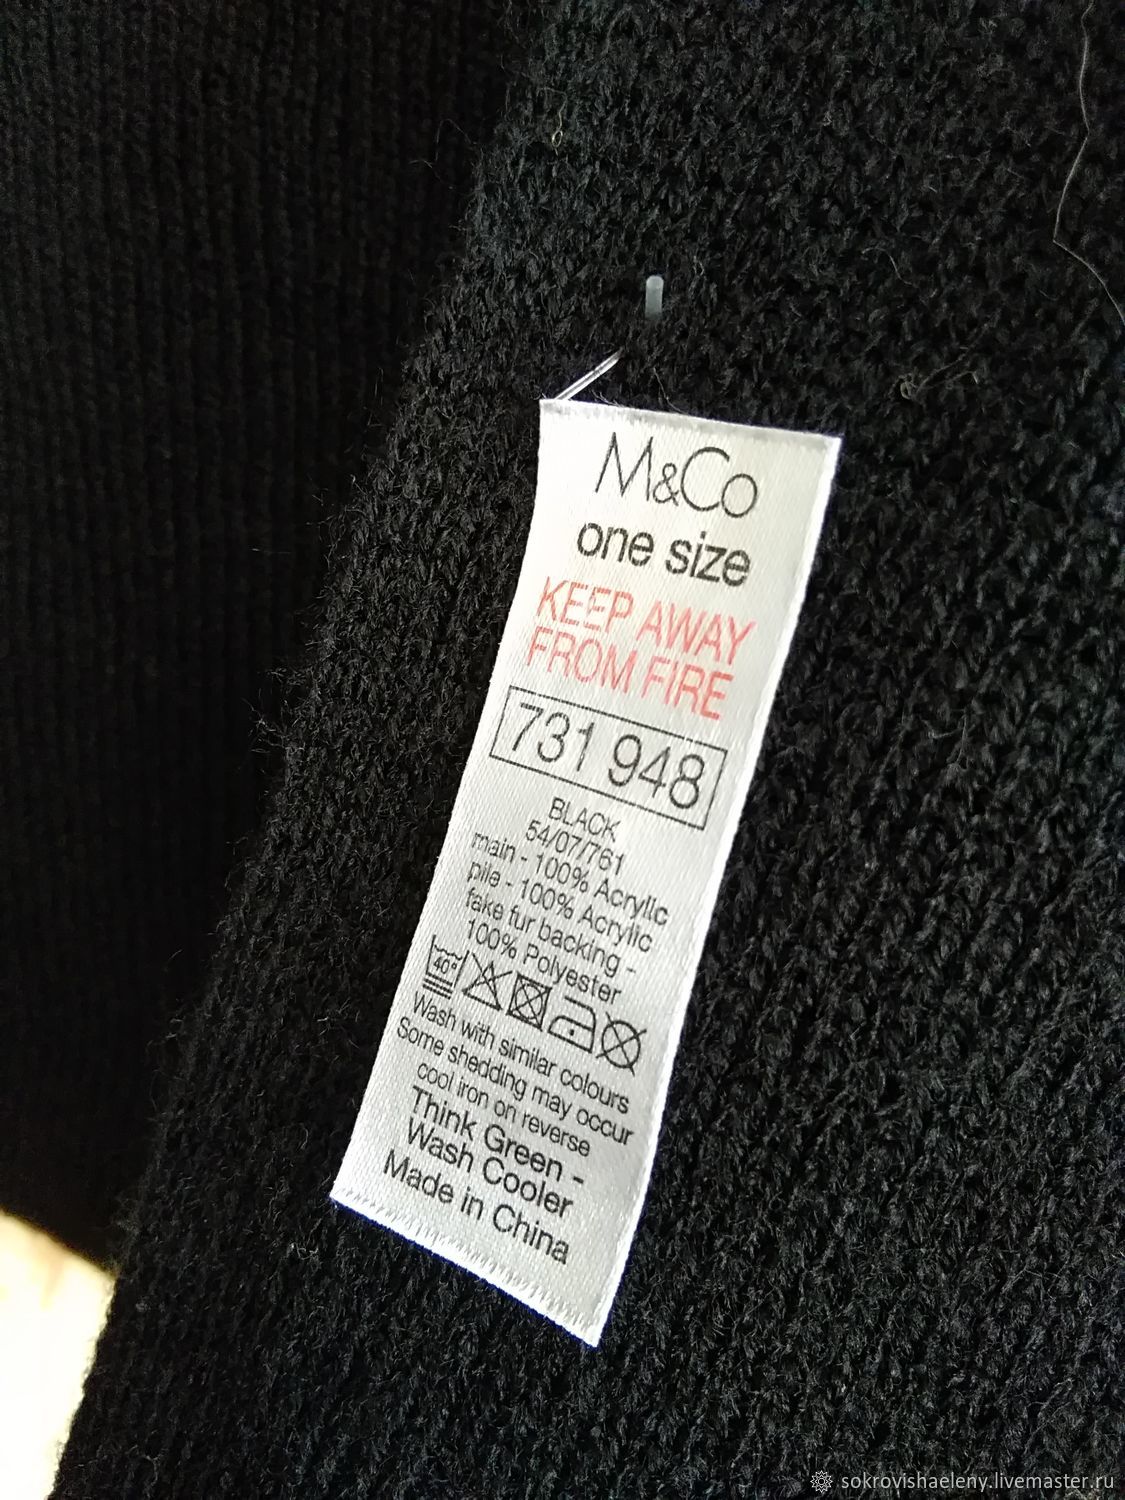 M&Co
one size
KEEP AWAY
FROM FIRE
731 948
BLACK
54/07/761
main - 100% Acrylic
pile - 100% Acrylic
fake fur backing -
100% Polyester
40°
Wash with similar colours
Some shedding may occur
cool iron on reverse
Think Green -
Wash Cooler
Made in China
sokrovishaeleny.livemaster.ru